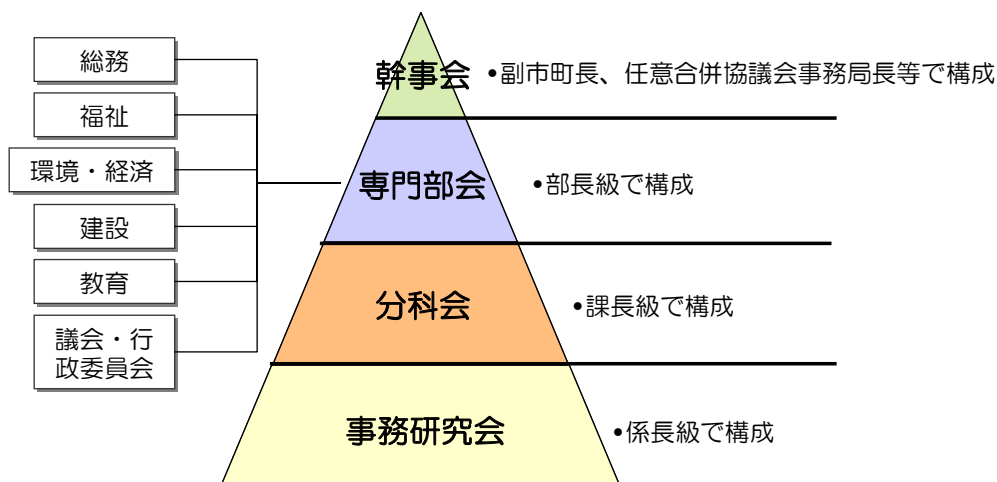 総務
福祉
環境・経済
建設
教育
議会・行
政委員会
幹事会
•副市町長、任意合併協議会事務局長等で構成
専門部会
•部長級で構成
分科会
•課長級で構成
事務研究会
•係長級で構成